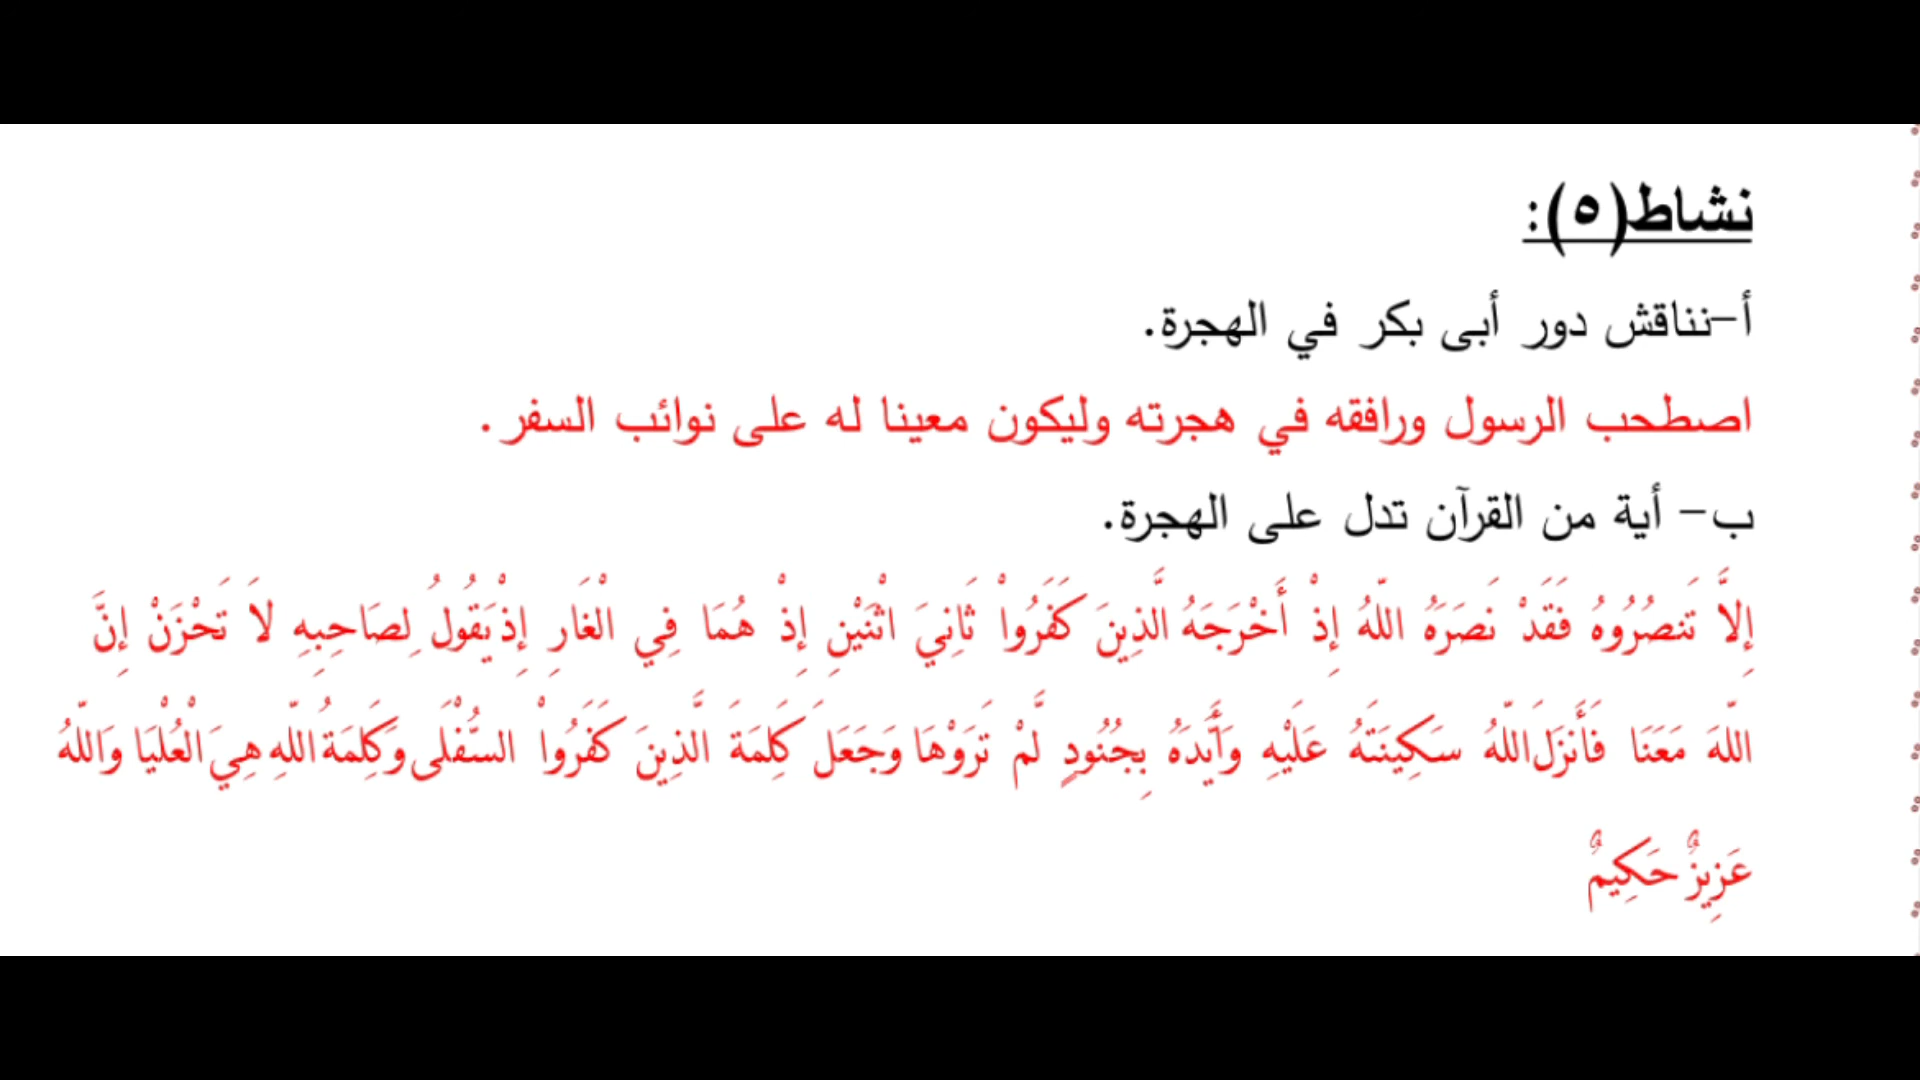 نشاط(٥):
أ–نناقش دور أبى بكر في الهجرة.
اصطحب الرسول ورافقه في هجرته وليكون معينا له على نوائب السفر.
ب– أية من القرآن تدل على الهجرة.
إِلاَّ تَنصُرُوهُ فَقَدْ نَصَرَهُ اللّهُ إِذْ أَخْرَجَهُ الَّذِينَ كَفَرُواْ ثَانِيَ اثْنَيْنِ إِذْ هُمَا فِي الْغَارِ إِذْ يَقُولُ لِصَاحِبِهِ لاَ تَحْزَنْ إِنَّ
اللّهَ مَعَنَا فَأَنزَلَ اللّهُ سَكِينَتَهُ عَلَيْهِ وَأَيَّدَهُ بِجُنُودٍ لَّمْ تَرَوْهَا وَجَعَلَ كَلِمَةَ الَّذِينَ كَفَرُواْ السُّفْلَى وَكَلِمَةُ اللّهِ هِيَ الْعُلْيَا وَاللّهُ
عَزِيزٌ حَكِيمٌ